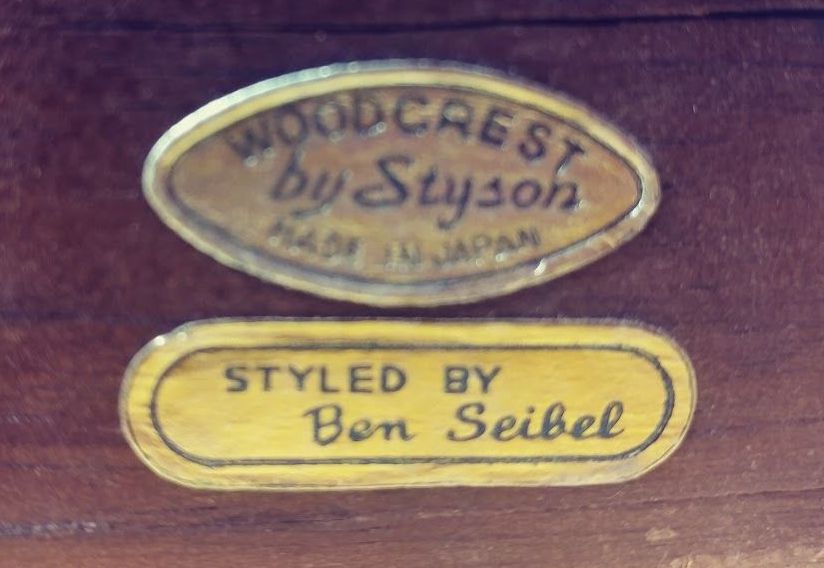 WOODCREST
by Styson
MADE IN JAPAN
STYLED BY
Ben Seibel